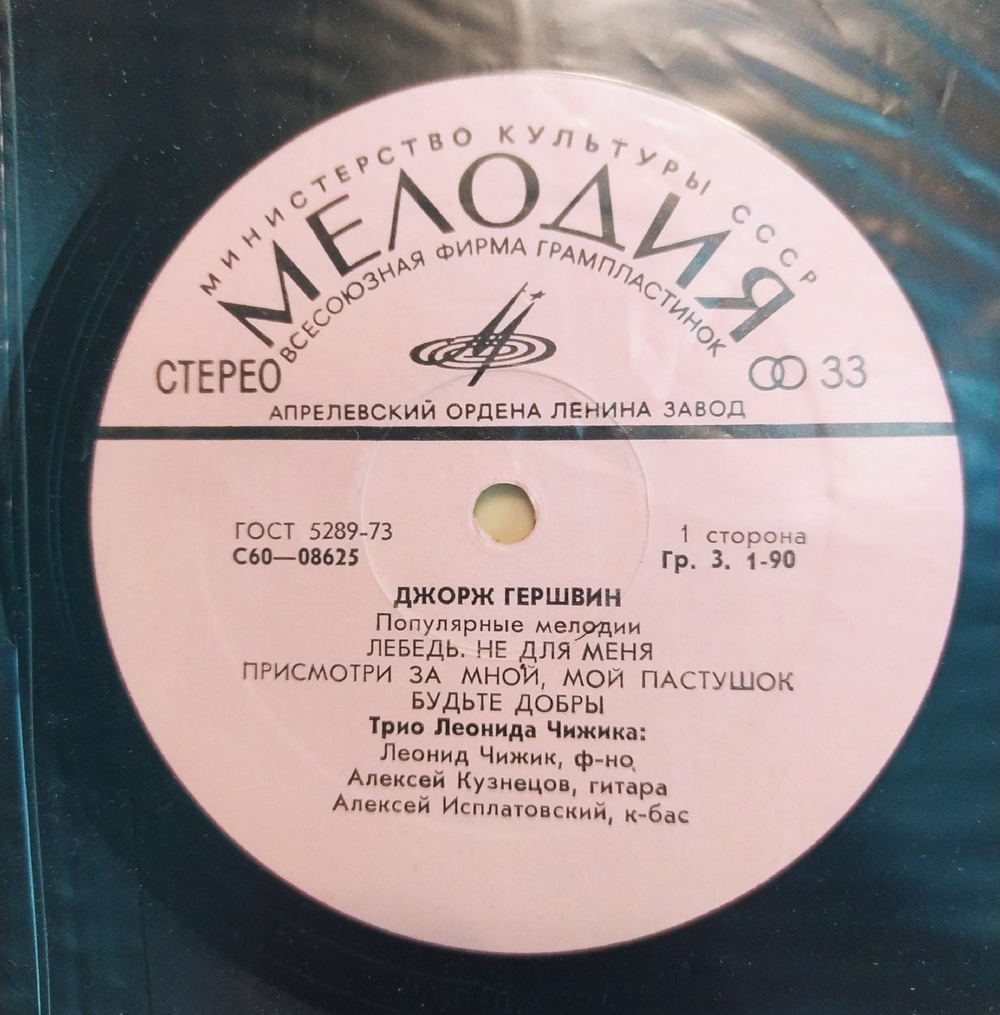 МИНИСТЕРСТВО КУЛЬТУРЫ СССР
МЕЛОДИЯ
ВСЕСОЮЗНАЯ ФИРМА ГРАМПЛАСТИНОК
СТЕРЕО
33
АПРЕЛЕВСКИЙ ОРДЕНА ЛЕНИНА ЗАВОД
ГОСТ 5289-73
1 сторона
С60—08625
Гр. 3. 1-90
ДЖОРЖ ГЕРШВИН
Популярные мелодии
ЛЕБЕДЬ. НЕ ДЛЯ МЕНЯ
ПРИСМОТРИ ЗА МНОЙ, МОЙ ПАСТУШОК
БУДЬТЕ ДОБРЫ
Трио Леонида Чижика:
Леонид Чижик, ф-но,
Алексей Кузнецов, гитара
Алексей Исплатовский, к-бас